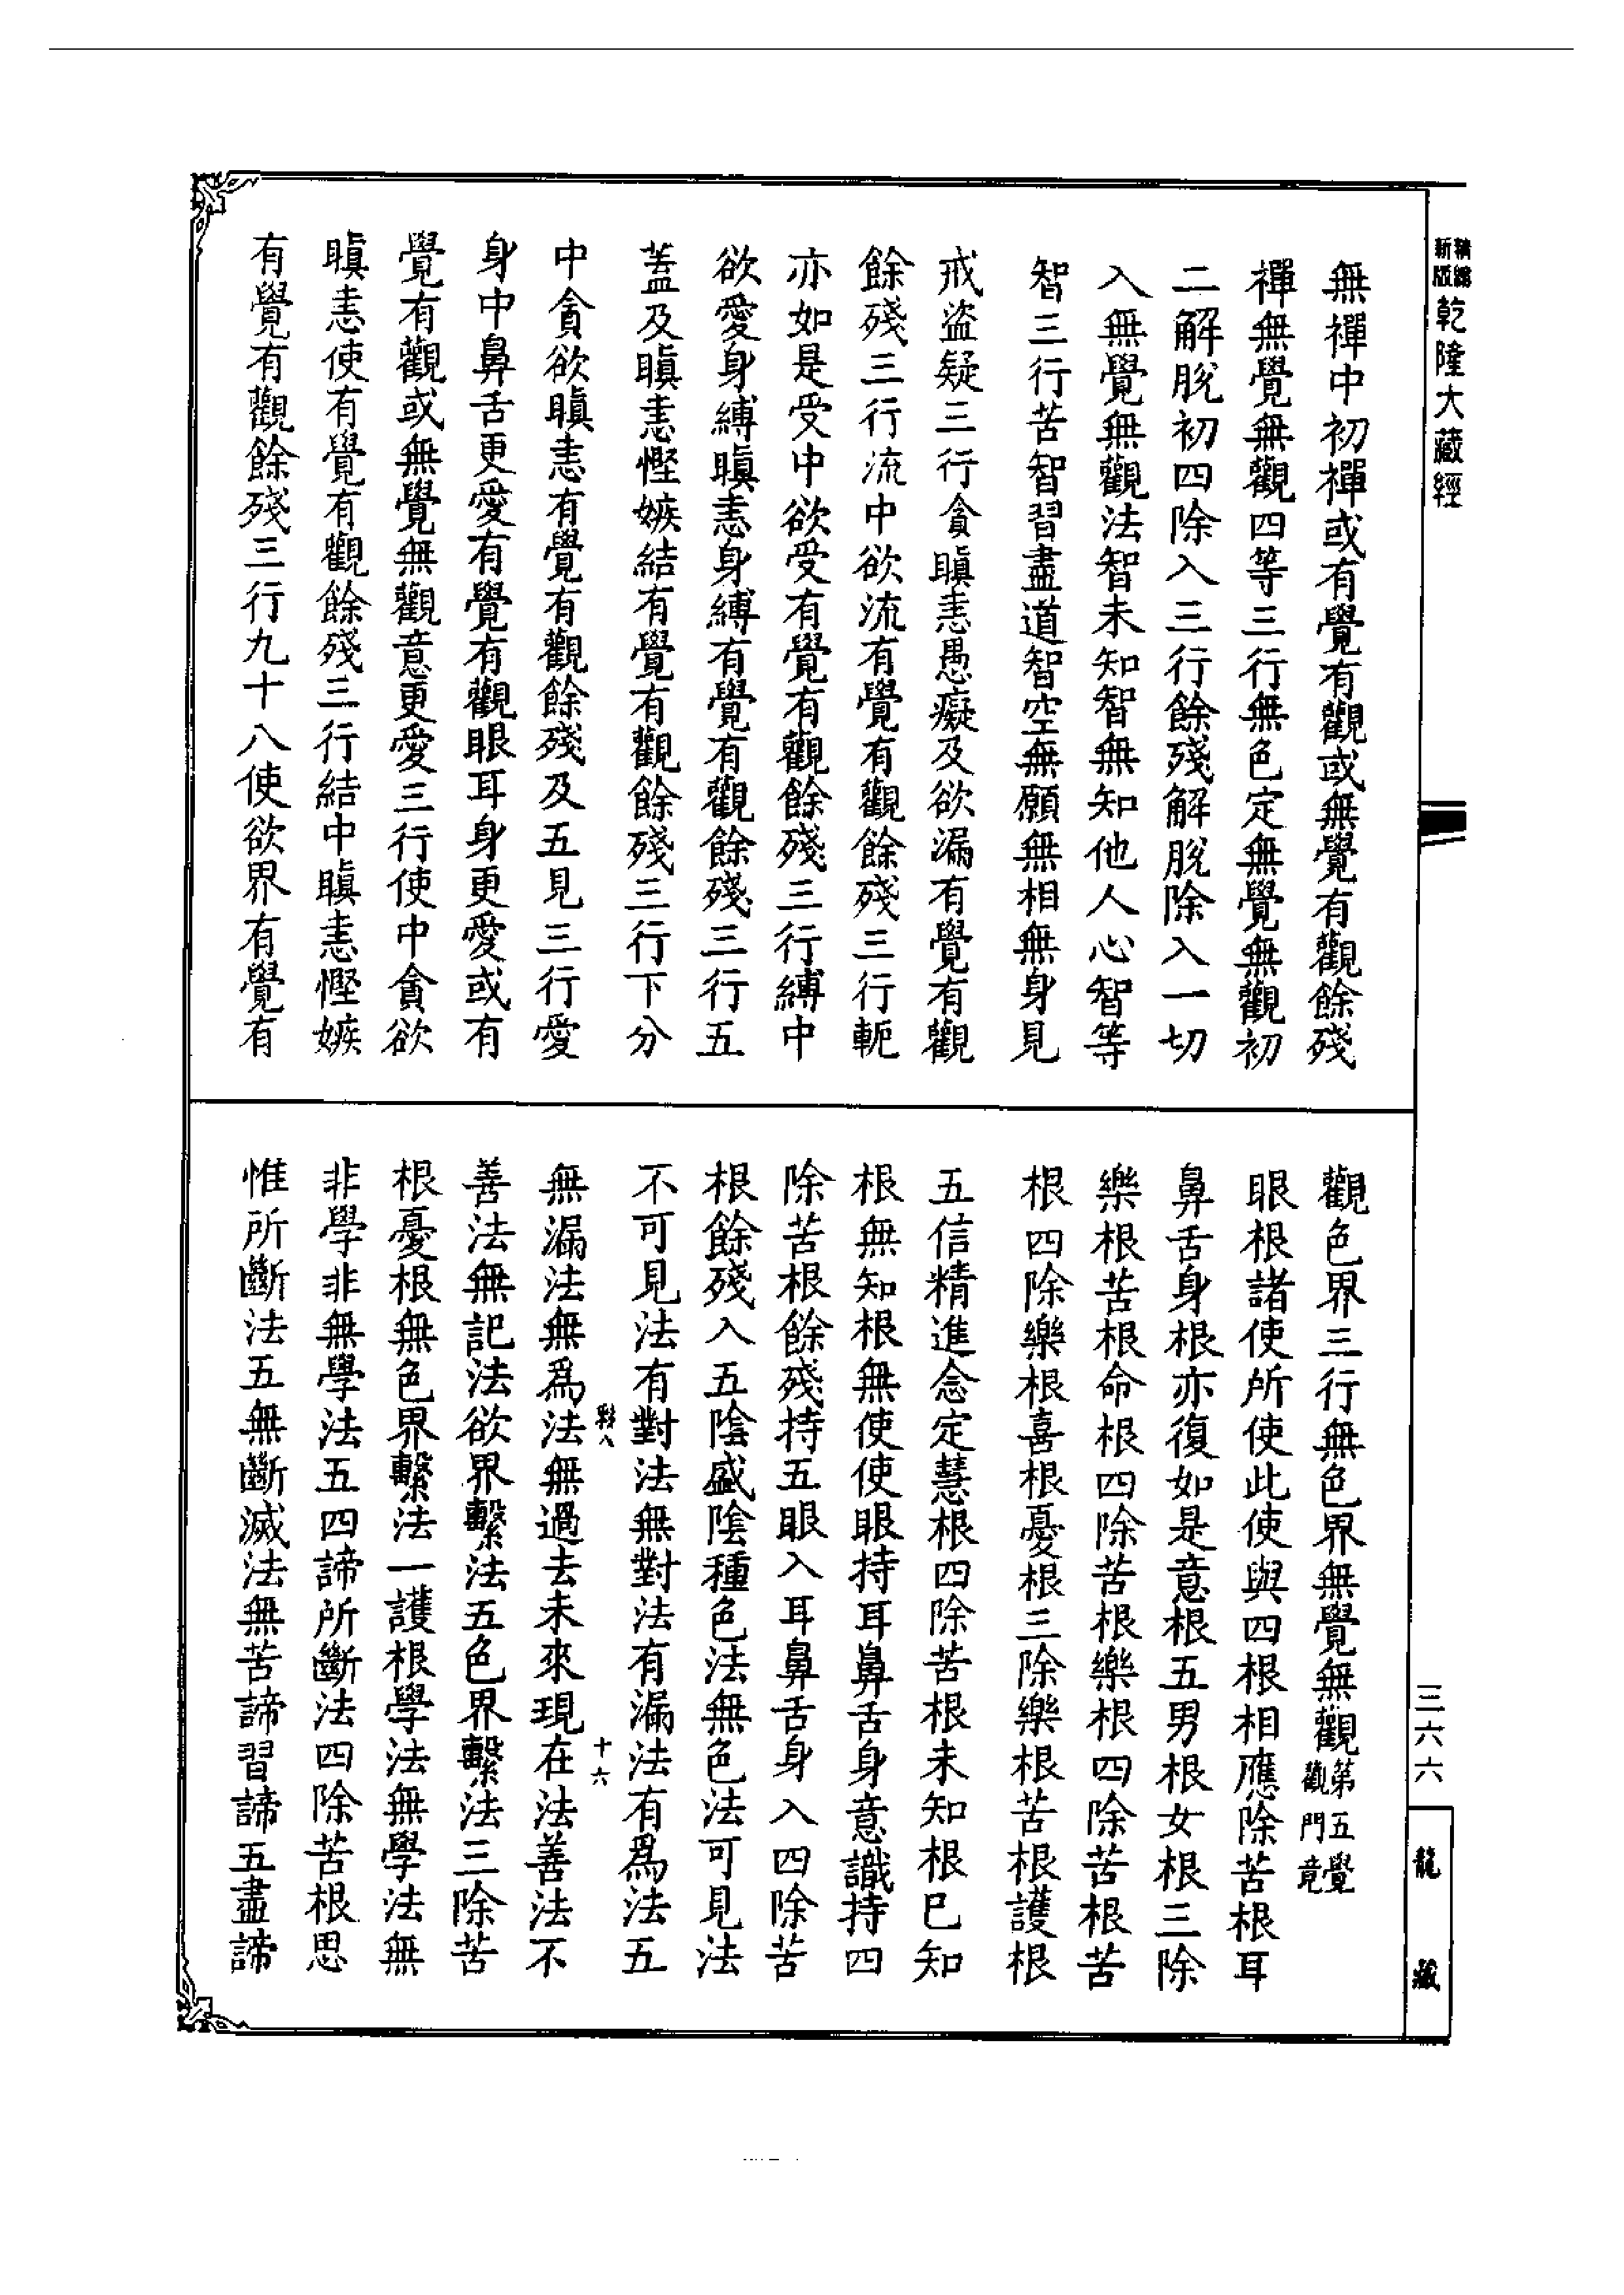 精縮新版乾隆大藏經
無禪中初禪或有覺有觀或無覺有觀餘殘
禪無覺無觀四等三行無色定無覺無觀初
二解脫初四除入三行餘殘解脫除入一切
入無覺無觀法智未知智無知他人心智等
智三行苦智習盡道智空無願無相無身見
戒盜疑三行貪瞋恚愚癡及欲漏有覺有觀
餘殘三行流中欲流有覺有觀餘殘三行軛
亦如是受中欲受有覺有觀餘殘三行縛中
欲愛身縛瞋恚身縛有覺有觀餘殘三行五
蓋及瞋恚慳嫉結有覺有觀餘殘三行下分
中貪欲瞋恚有覺有觀餘殘及五見三行愛
身中鼻舌更愛有覺有觀眼耳身更愛或有
覺有觀或無覺無觀意更愛三行使中貪欲
瞋恚使有覺有觀餘殘三行結中瞋恚慳嫉
有覺有觀餘殘三行九十八使欲界有覺有
觀色界三行無色界無覺無觀第五覺觀門竟
眼根諸使所使此使與四根相應除苦根耳
鼻舌身根亦復如是意根五男根女根三除
樂根苦根命根四除苦根樂根四除苦根苦
根四除樂根喜根憂根三除樂根苦根護根
五信精進念定慧根四除苦根未知根已知
根無知根無使使眼持耳鼻舌身意識持四
除苦根餘殘持五眼入耳鼻舌身入四除苦
根餘殘入五陰盛陰種色法無色法可見法
不可見法有對法無對法有漏法有為法五
無漏法無為法無過去未來現在法善法不
善法無記法欲界繫法五色界繫法三除苦
根憂根無色界繫法一護根學法無學法無
非學非無學法五四諦所斷法四除苦根思
惟所斷法五無斷滅法無苦諦習諦五盡諦
十六
三六六
龍藏